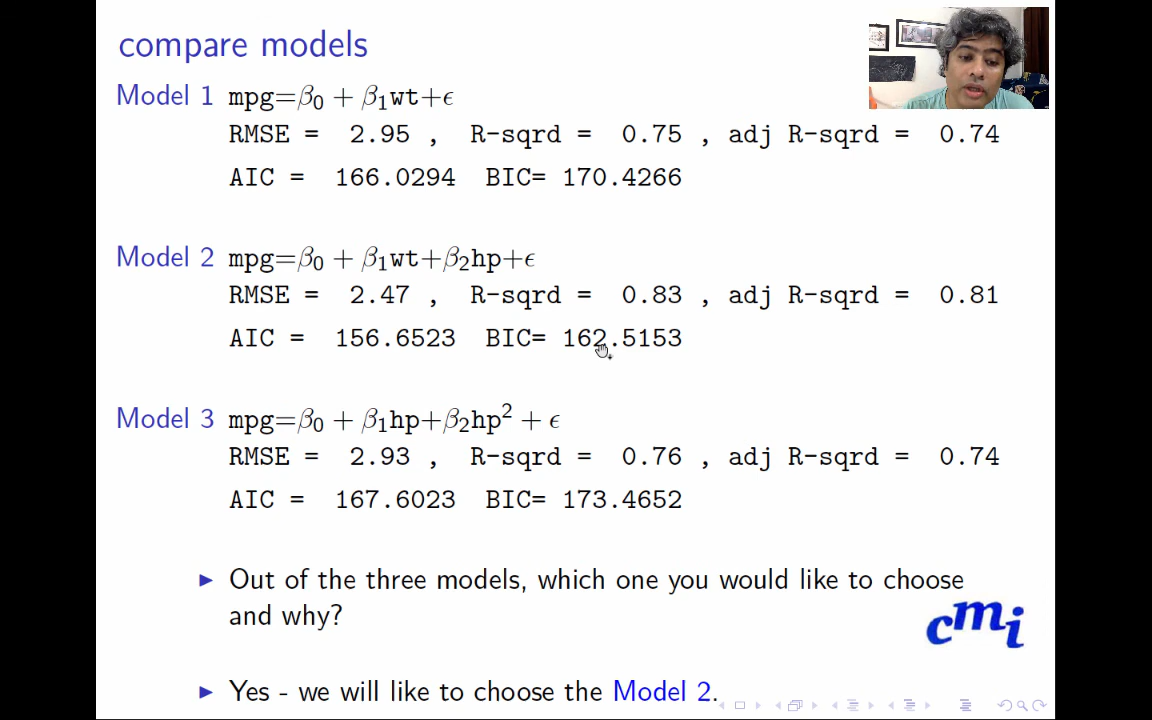 compare models
Model 1 mpg=β₀ + β₁wt+ϵ
RMSE = 2.95 , R-sqrd = 0.75 , adj R-sqrd = 0.74
AIC = 166.0294 BIC= 170.4266
Model 2 mpg=β₀ + β₁wt+β₂hp+ϵ
RMSE = 2.47 , R-sqrd = 0.83 , adj R-sqrd = 0.81
AIC = 156.6523 BIC= 162.5153
Model 3 mpg=β₀ + β₁hp+β₂hp² + ϵ
RMSE = 2.93 , R-sqrd = 0.76 , adj R-sqrd = 0.74
AIC = 167.6023 BIC= 173.4652
▶ Out of the three models, which one you would like to choose
and why?
cmi
▶ Yes - we will like to choose the Model 2.